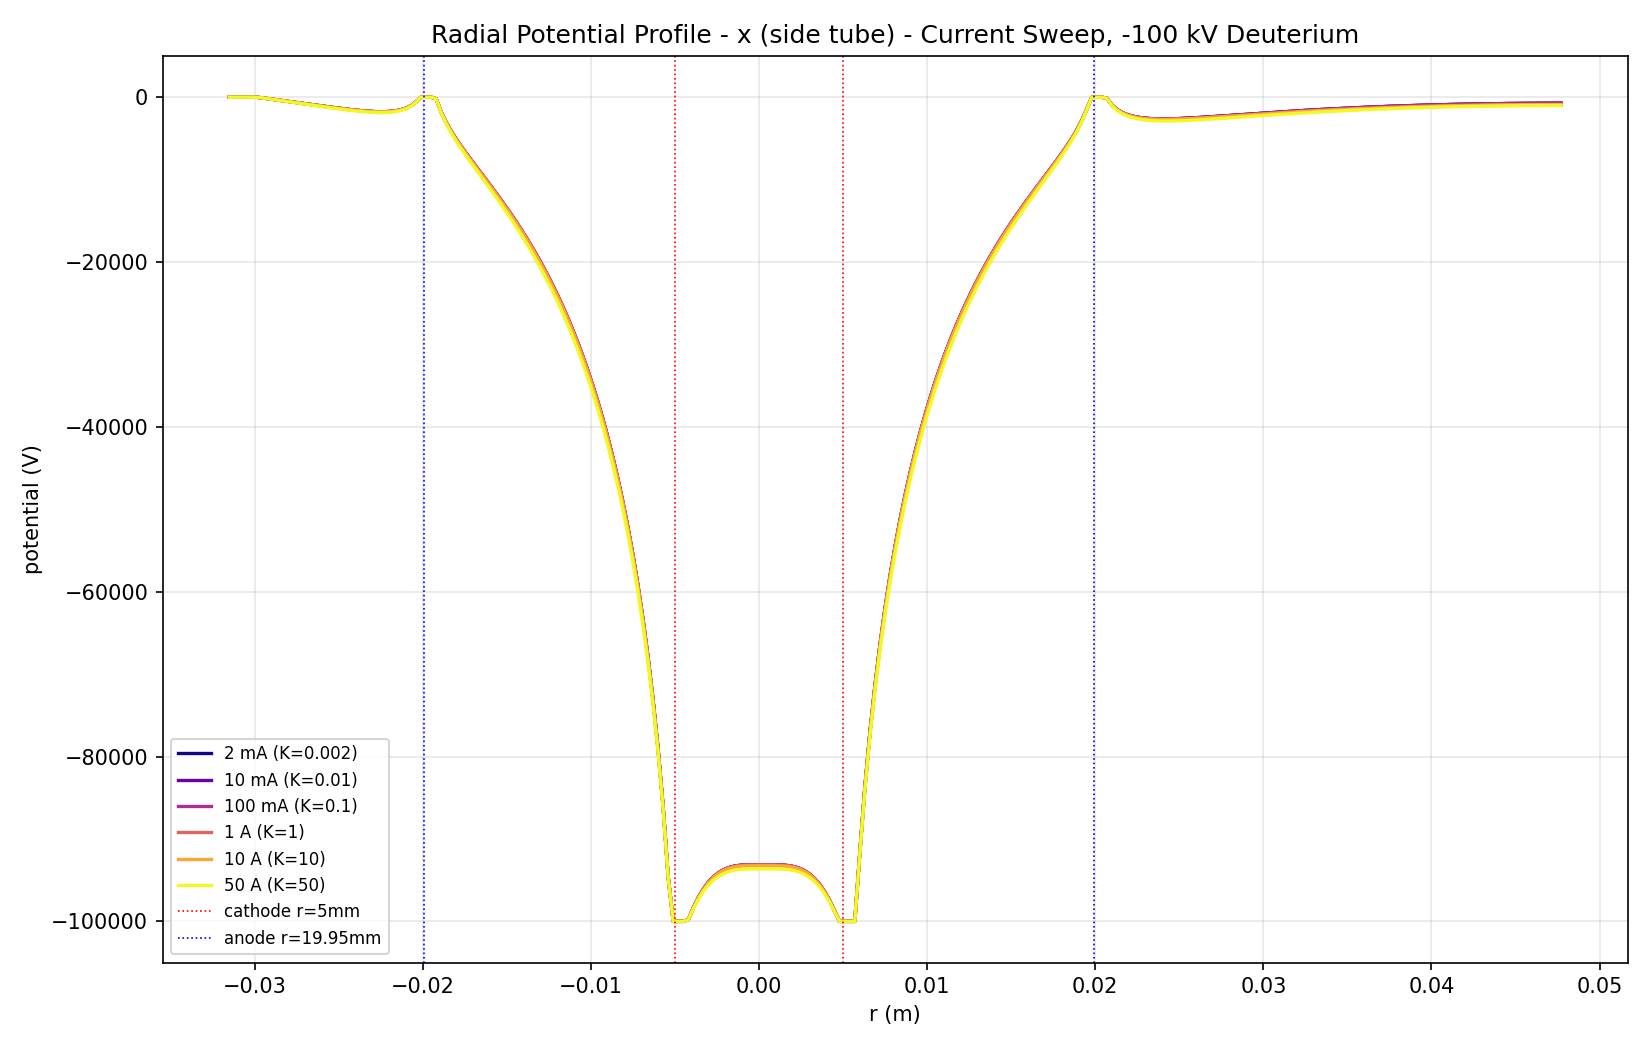 Radial Potential Profile - x (side tube) - Current Sweep, -100 kV Deuterium
potential (V)
0
−20000
−40000
−60000
−80000
−100000
2 mA (K=0.002)
10 mA (K=0.01)
100 mA (K=0.1)
1 A (K=1)
10 A (K=10)
50 A (K=50)
cathode r=5mm
anode r=19.95mm
−0.03 −0.02 −0.01 0.00 0.01 0.02 0.03 0.04 0.05
r (m)